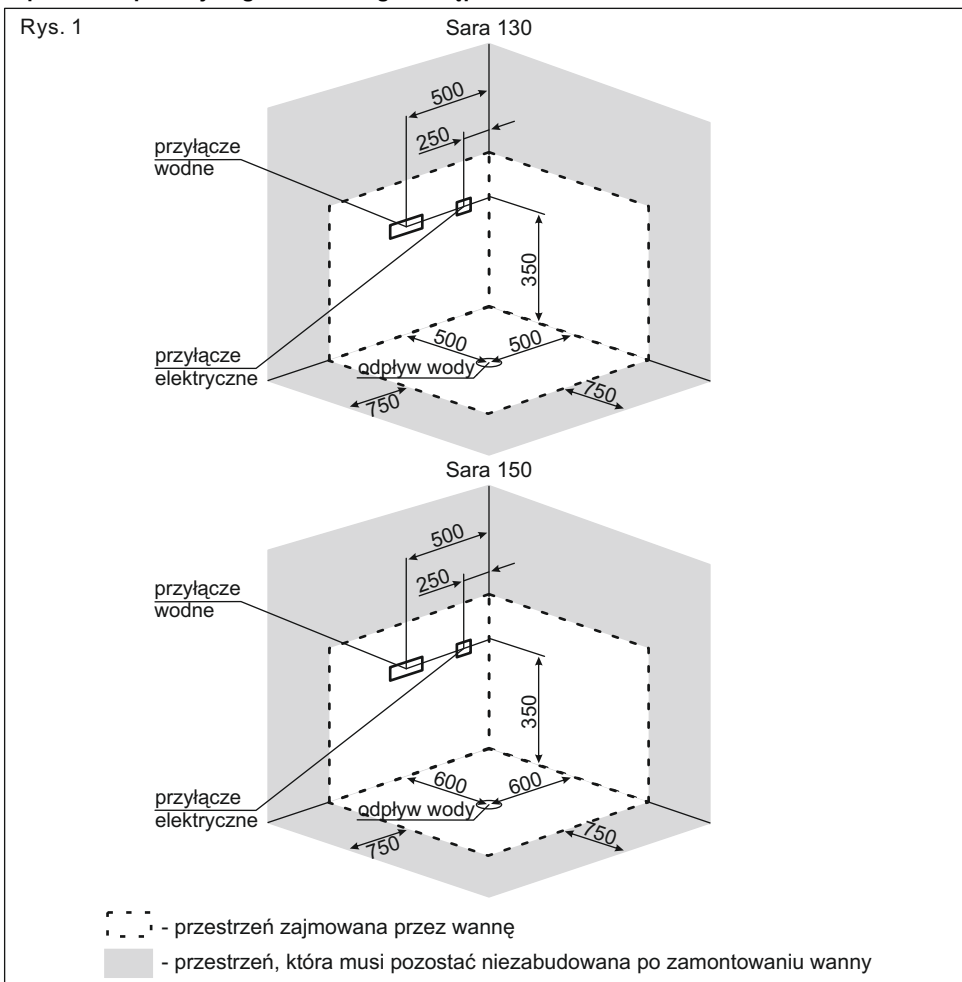 Rys. 1
Sara 130
500
250
przyłącze
wodne
350
500
500
przyłącze
elektryczne
odpływ wody
750
750
Sara 150
500
250
przyłącze
wodne
350
600
600
przyłącze
elektryczne
odpływ wody
750
750
- przestrzeń zajmowana przez wannę
- przestrzeń, która musi pozostać niezabudowana po zamontowaniu wanny